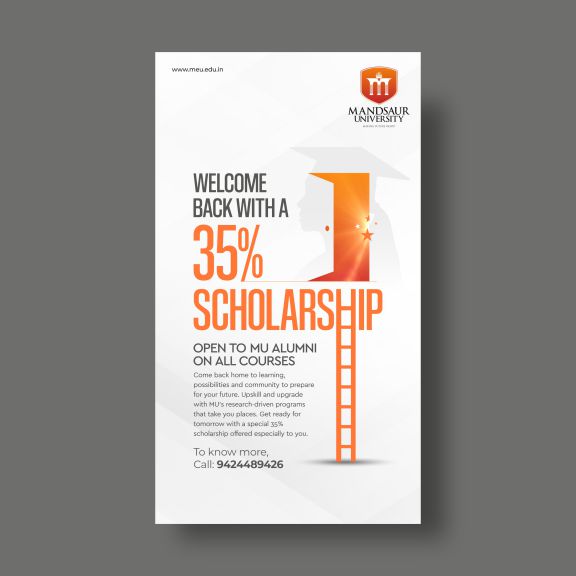 www.meu.edu.in
MANDSAUR
UNIVERSITY
WELCOME
BACK WITH A
35%
SCHOLARSHIP
OPEN TO MU ALUMNI
ON ALL COURSES
Come back home to learning,
possibilities and community to prepare
for your future. Upskill and upgrade
with MU's research-driven programs
that take you places. Get ready for
tomorrow with a special 35%
scholarship offered especially to you.
To know more,
Call: 9424489426